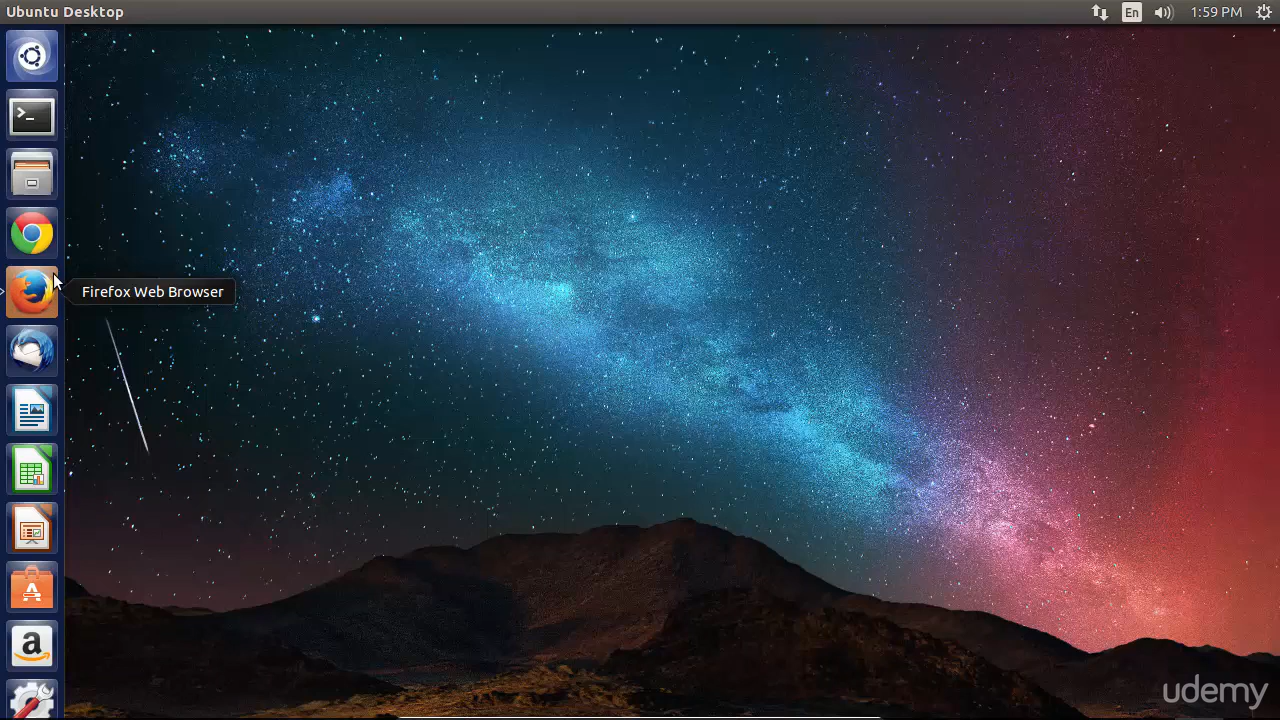 Ubuntu Desktop
En
1:59 PM
>_
Firefox Web Browser
A
a
udemy